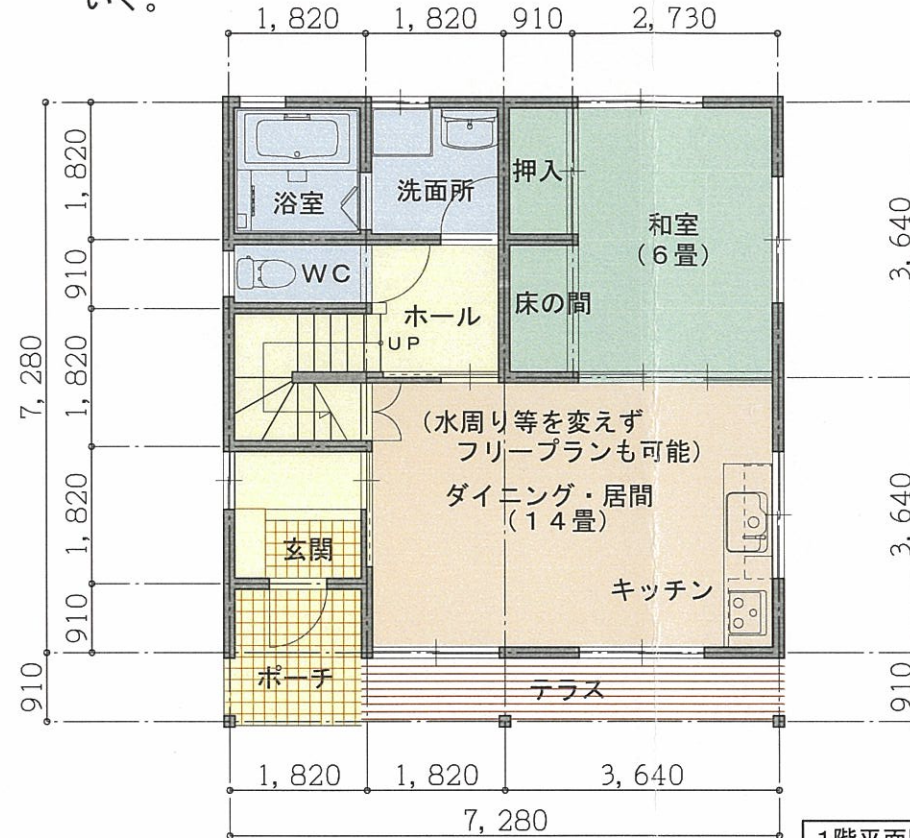 いく。
1,820 1,820 910 2,730
浴室
洗面所
押入
和室
（6畳）
WC
ホール
床の間
UP
（水周り等を変えず
フリープランも可能）
ダイニング・居間
（14畳）
玄関
キッチン
ポーチ
テラス
7,280
910
1,820
910
1,820
1,820
910
3,640
3,640
910
1,820 1,820 3,640
7,280
1階平面